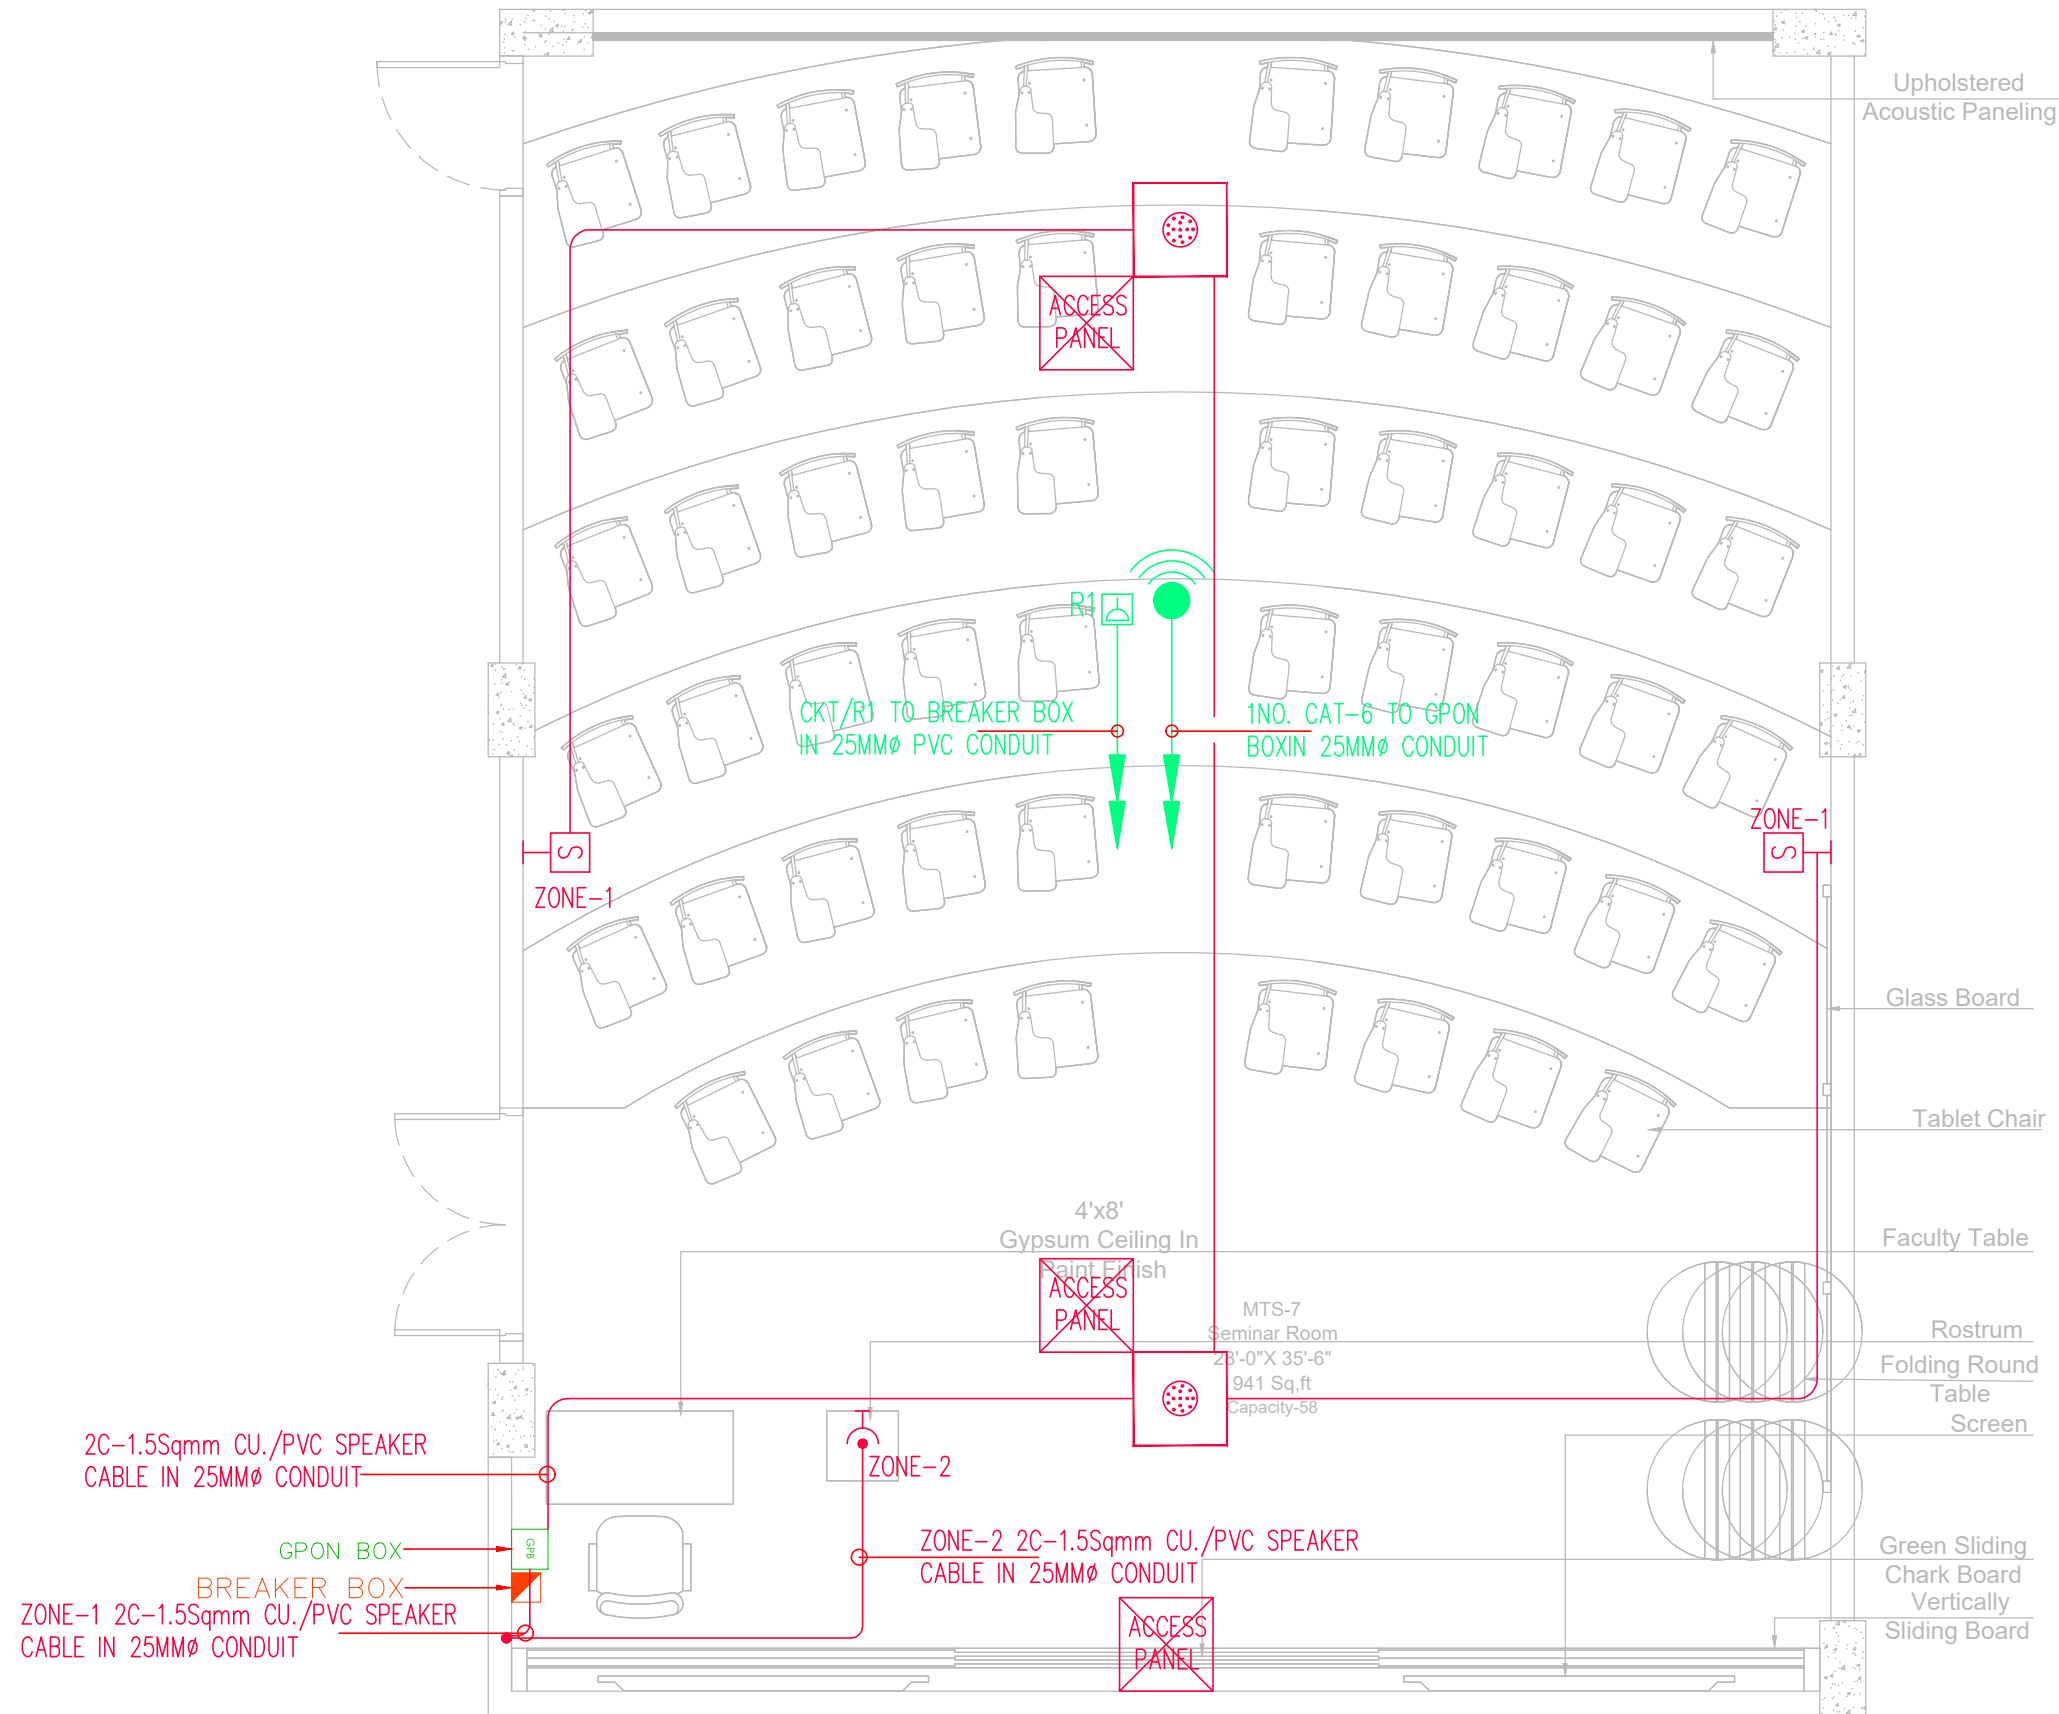 Upholstered
Acoustic Paneling
ACCESS
PANEL
R1
CKT/R1 TO BREAKER BOX
IN 25MMø PVC CONDUIT
1NO. CAT-6 TO GPON
BOXIN 25MMø CONDUIT
ZONE-1
S
S
ZONE-1
Glass Board
Tablet Chair
4'x8'
Gypsum Ceiling In
Paint Finish
Faculty Table
ACCESS
PANEL
MTS-7
Seminar Room
28'-0"X 35'-6"
941 Sq,ft
Capacity-58
Rostrum
Folding Round
Table
Screen
2C-1.5Sqmm CU./PVC SPEAKER
CABLE IN 25MMø CONDUIT
ZONE-2
GPON BOX
GPB
BREAKER BOX
ZONE-2 2C-1.5Sqmm CU./PVC SPEAKER
CABLE IN 25MMø CONDUIT
Green Sliding
Chark Board
Vertically
Sliding Board
ZONE-1 2C-1.5Sqmm CU./PVC SPEAKER
CABLE IN 25MMø CONDUIT
ACCESS
PANEL